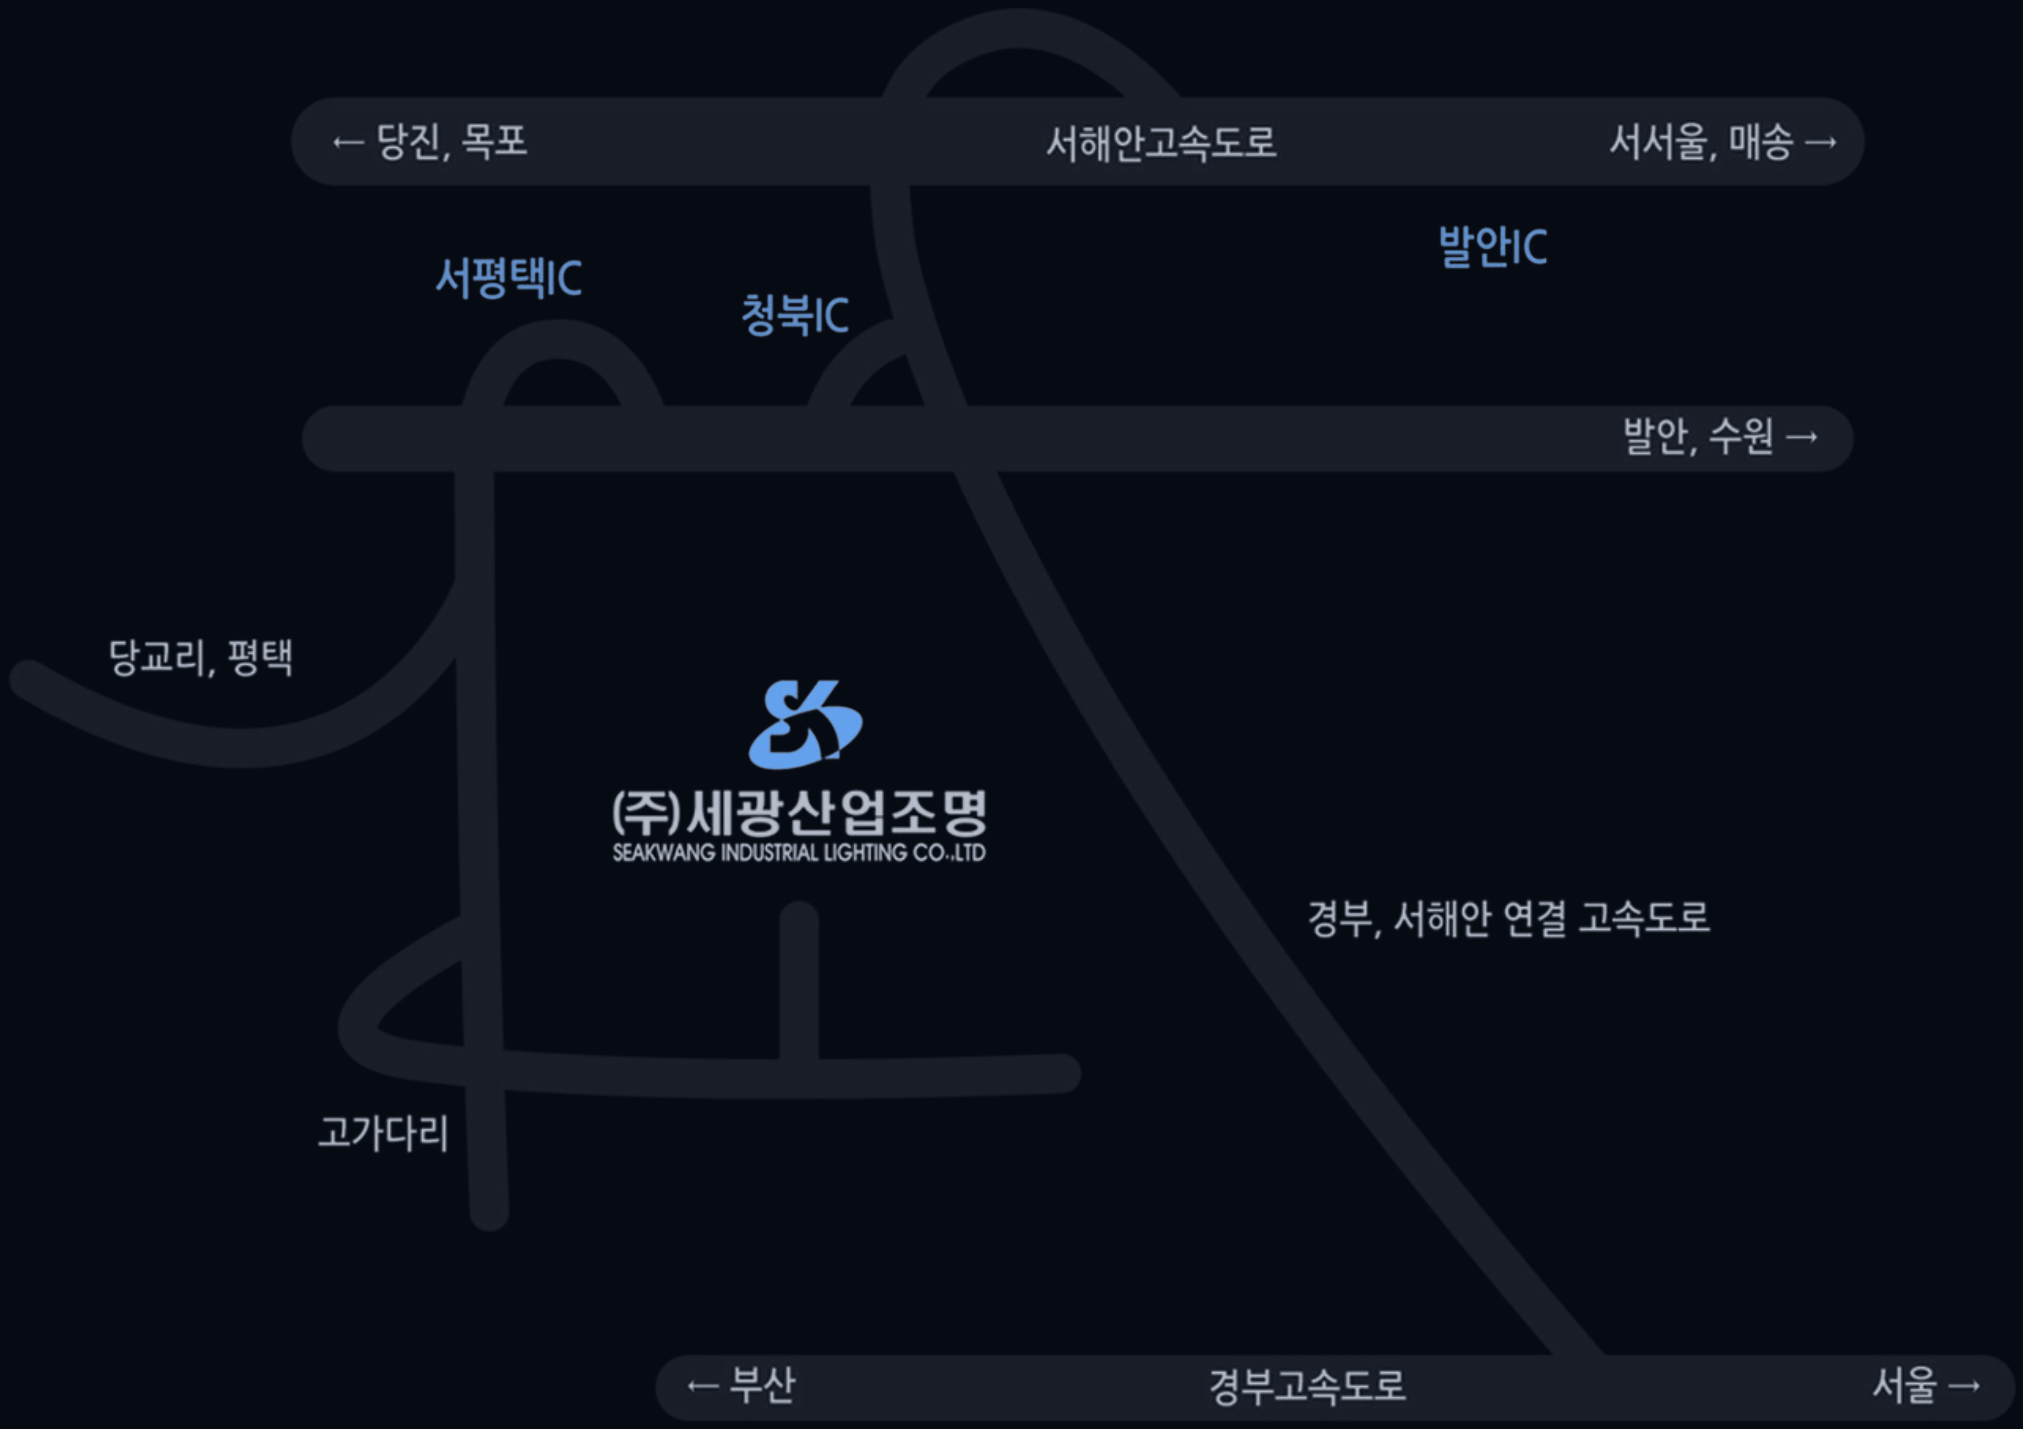 ← 당진, 목포
서해안고속도로
서서울, 매송 →
발안IC
서평택IC
청북IC
발안, 수원 →
당교리, 평택
(주)세광산업조명
SEAKWANG INDUSTRIAL LIGHTING CO.,LTD
경부, 서해안 연결 고속도로
고가다리
← 부산
경부고속도로
서울 →